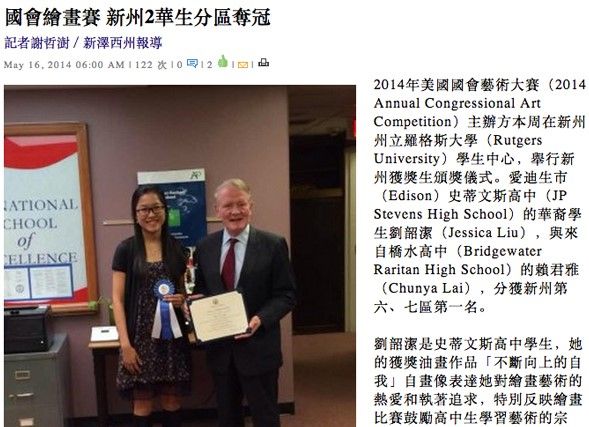 國會繪畫賽 新州2華生分區奪冠
記者謝哲澍／新澤西州報導
May 16, 2014 06:00 AM | 122 次 | 0 | 2 | |
NATIONAL
SCHOOL
of
EXCELLENCE
AP
2014年美國國會藝術大賽（2014
Annual Congressional Art
Competition）主辦方本周在新州
州立羅格斯大學（Rutgers
University）學生中心，舉行新
州獲獎生頒獎儀式。愛迪生市
（Edison）史蒂文斯高中（JP
Stevens High School）的華裔學
生劉韶潔（Jessica Liu），與來
自橋水高中（Bridgewater
Raritan High School）的賴君雅
（Chunya Lai），分獲新州第
六、七區第一名。
劉韶潔是史蒂文斯高中學生，她
的獲獎油畫作品「不斷向上的自
我」自畫像表達她對繪畫藝術的
熱愛和執著追求，特別反映繪畫
比賽鼓勵高中生學習藝術的宗